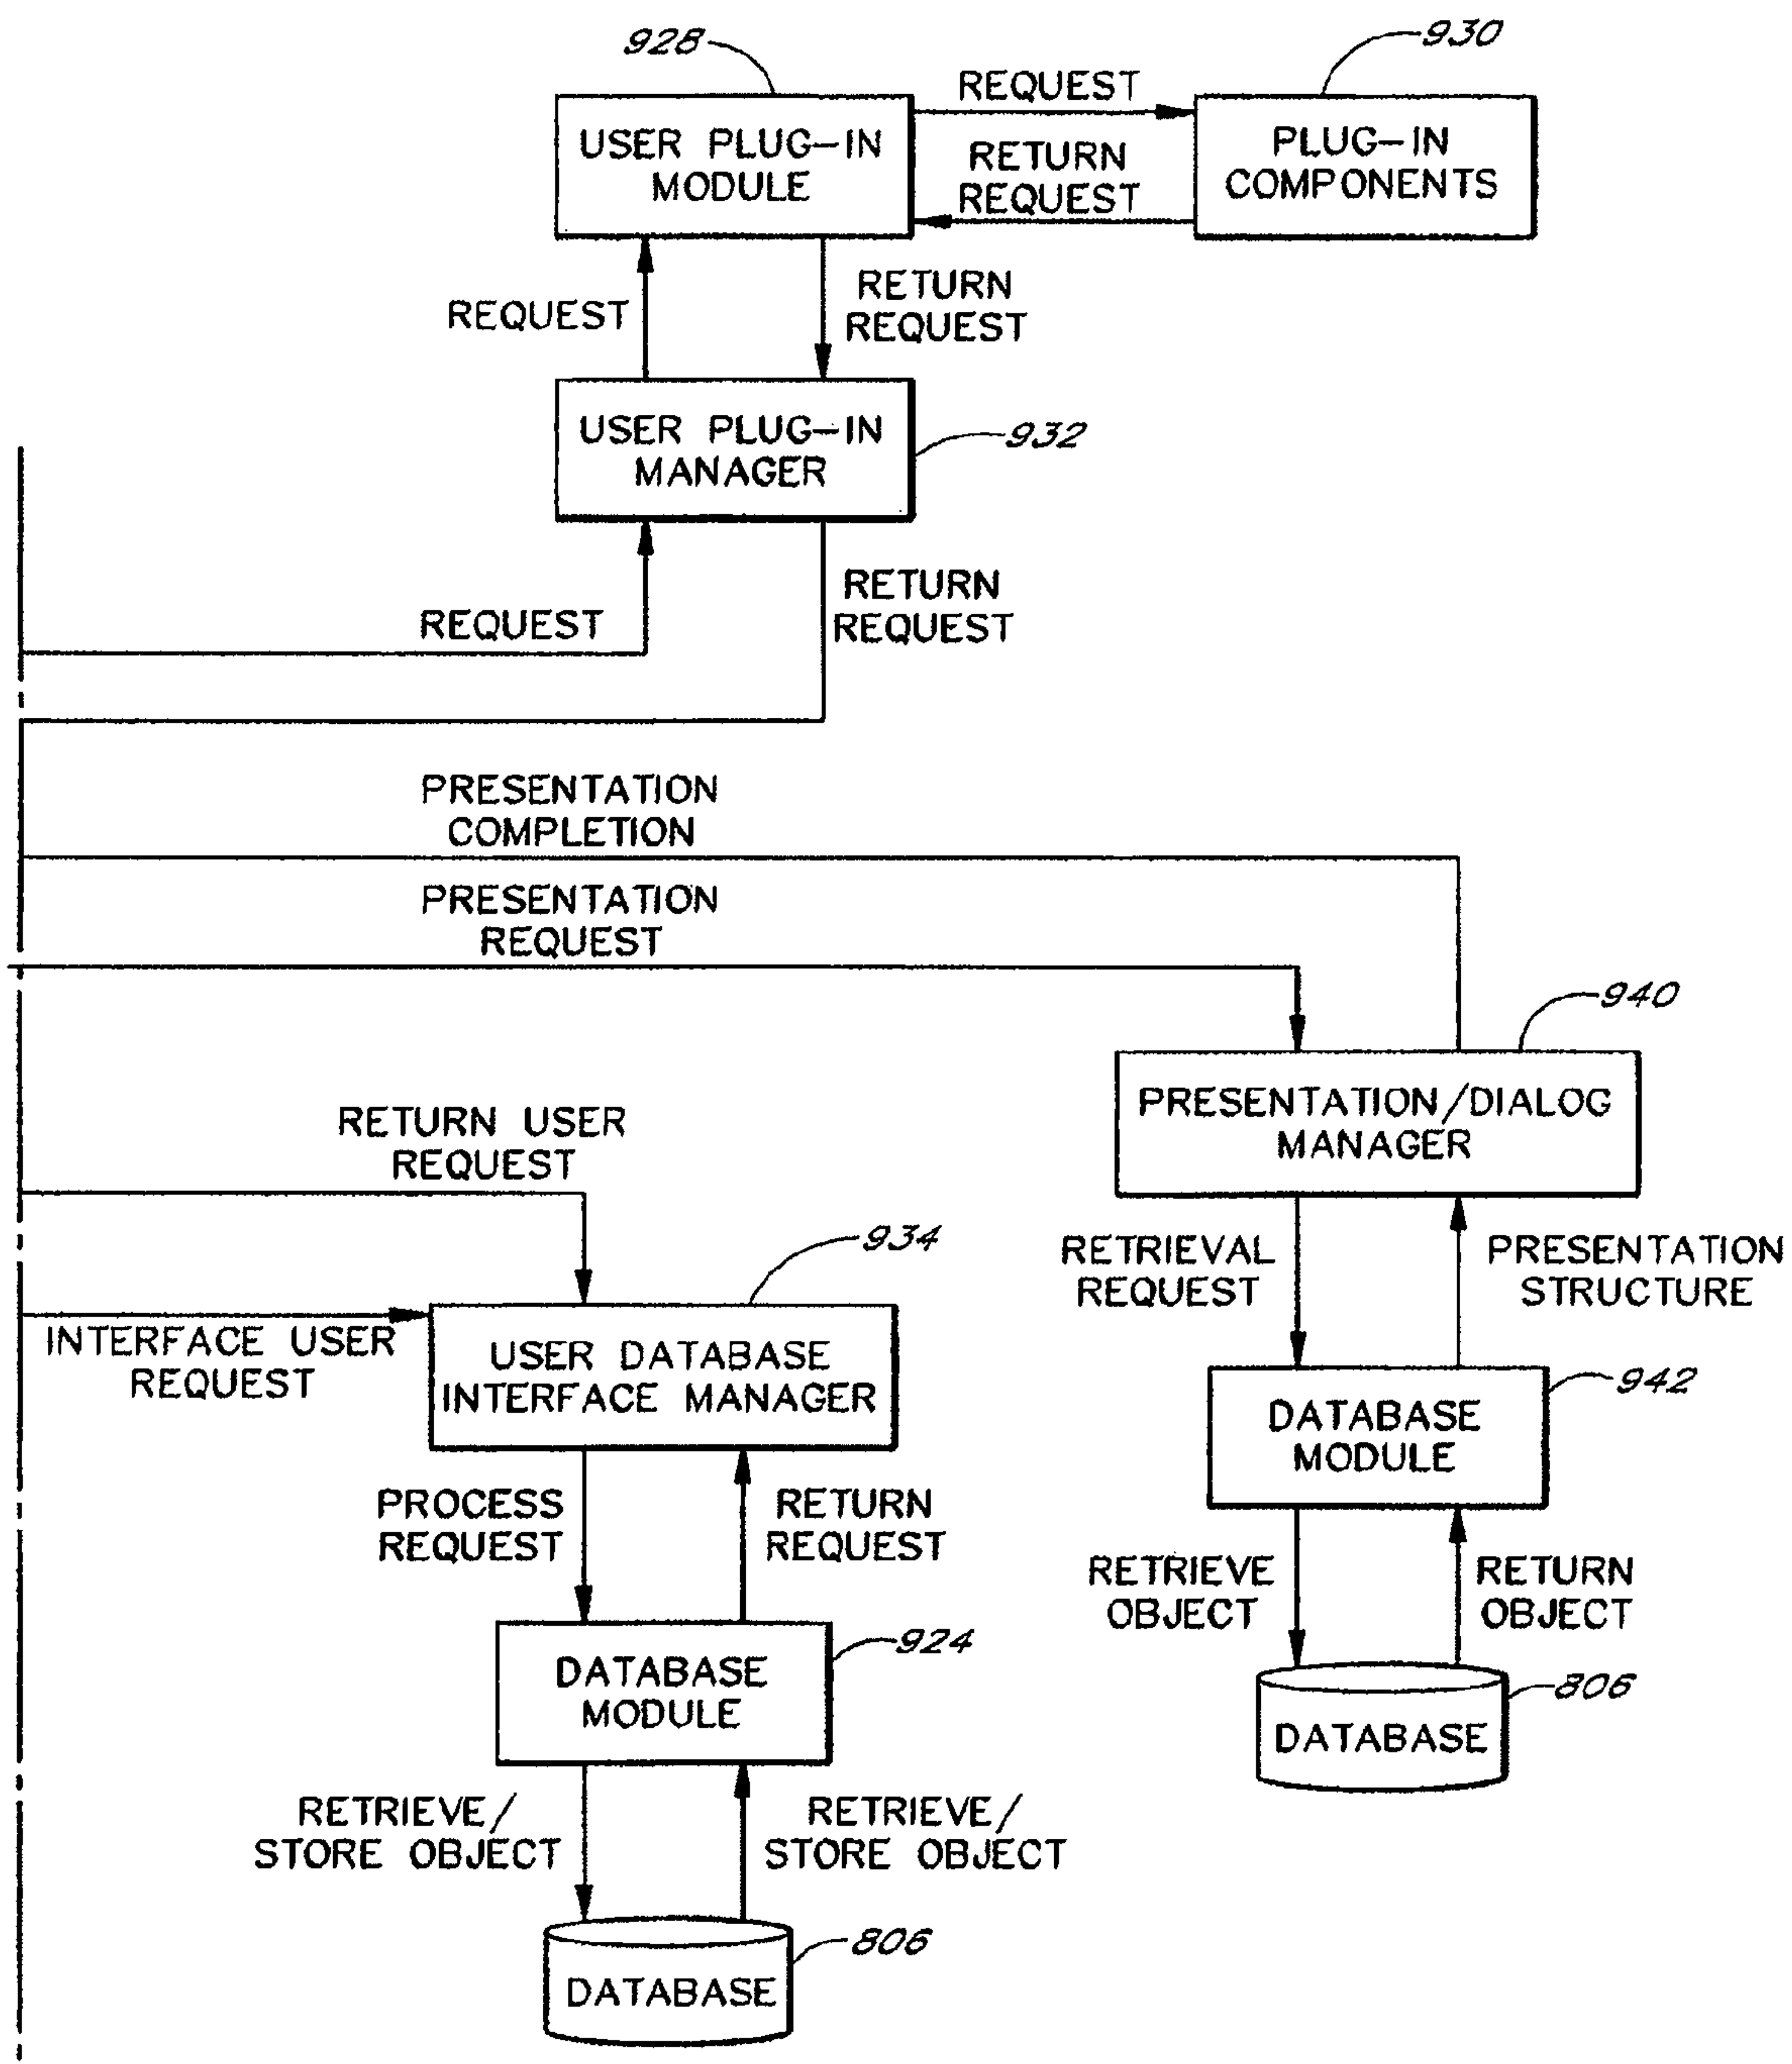 928
930
REQUEST
USER PLUG-IN
MODULE
RETURN
REQUEST
PLUG-IN
COMPONENTS
REQUEST
RETURN
REQUEST
USER PLUG-IN
MANAGER
932
REQUEST
RETURN
REQUEST
PRESENTATION
COMPLETION
PRESENTATION
REQUEST
940
PRESENTATION/DIALOG
MANAGER
RETURN USER
REQUEST
934
RETRIEVAL
REQUEST
PRESENTATION
STRUCTURE
INTERFACE USER
REQUEST
USER DATABASE
INTERFACE MANAGER
942
DATABASE
MODULE
PROCESS
REQUEST
RETURN
REQUEST
RETRIEVE
OBJECT
RETURN
OBJECT
924
DATABASE
MODULE
806
DATABASE
RETRIEVE/
STORE OBJECT
RETRIEVE/
STORE OBJECT
806
DATABASE